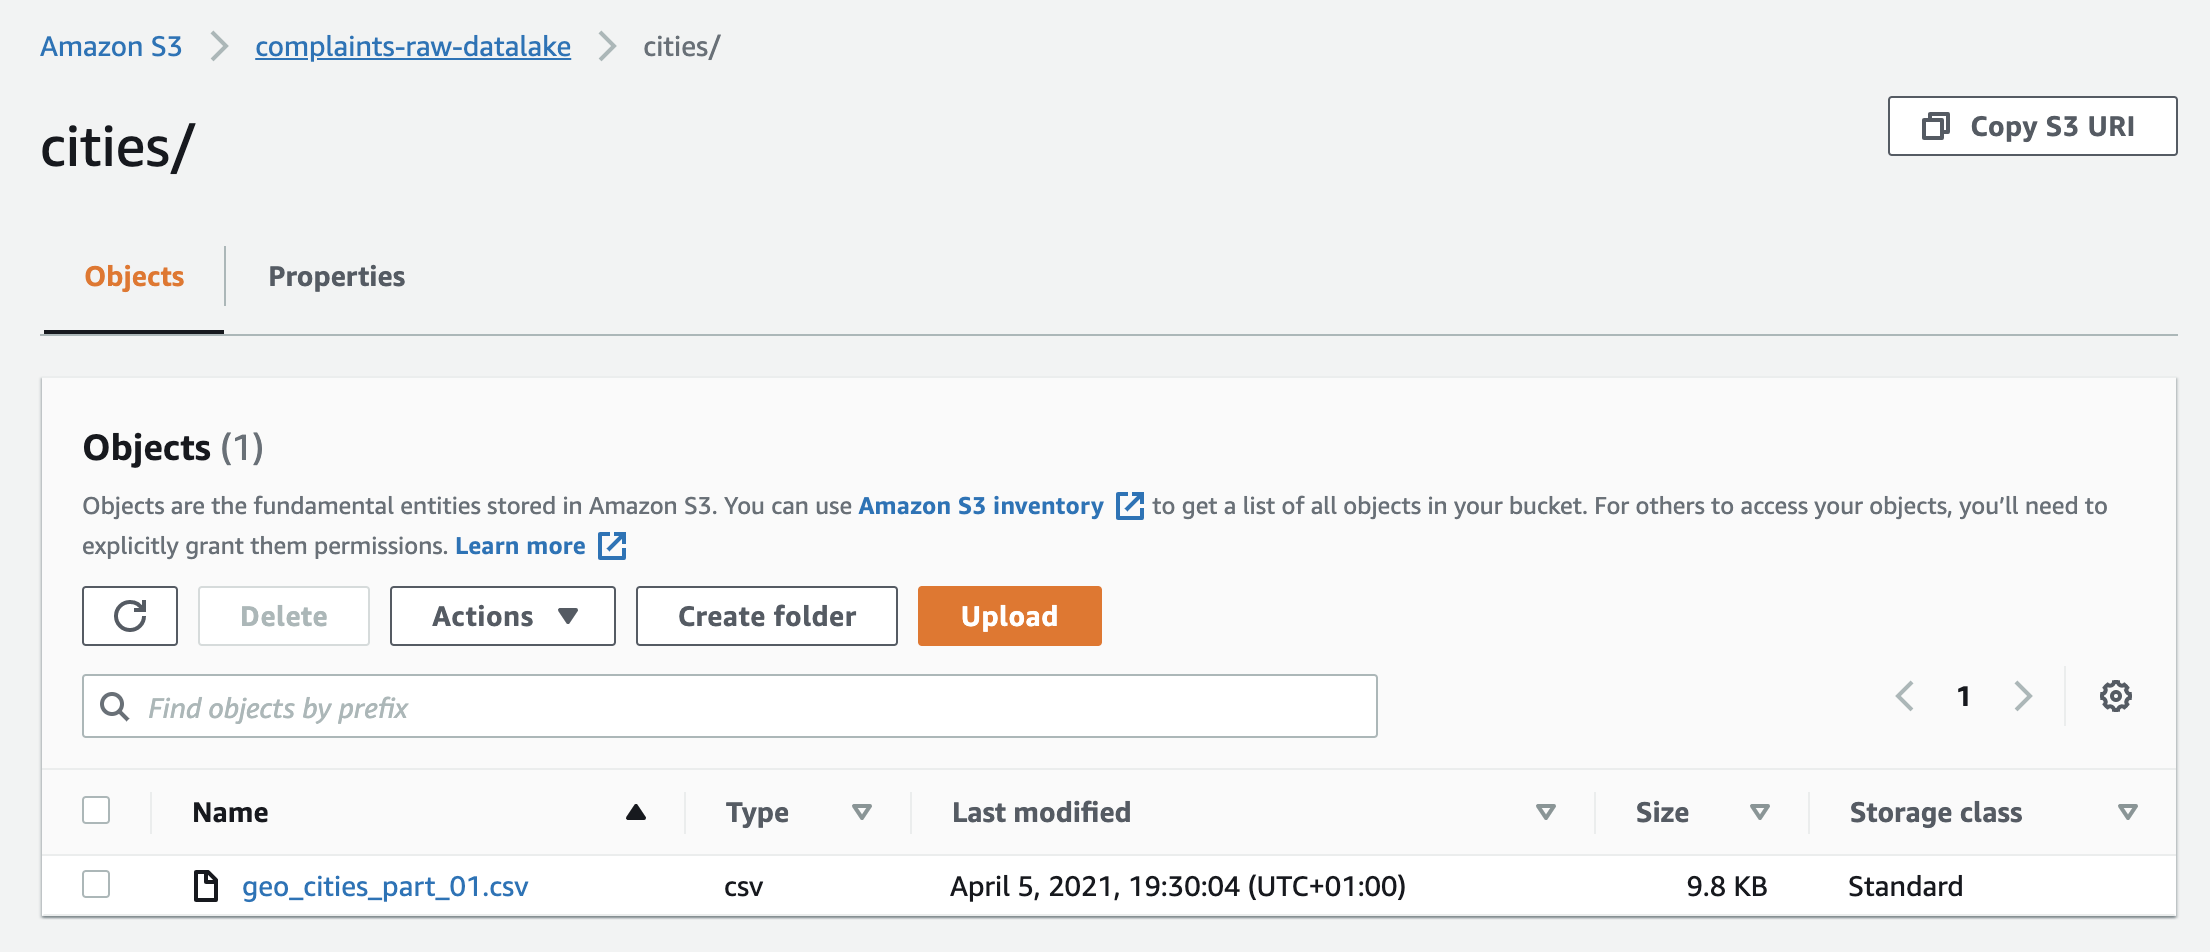 Amazon S3 complaints-raw-datalake cities/
cities/
Copy S3 URI
Objects Properties
Objects (1)
Objects are the fundamental entities stored in Amazon S3. You can use Amazon S3 inventory to get a list of all objects in your bucket. For others to access your objects, you’ll need to
explicitly grant them permissions. Learn more
Delete Actions Create folder Upload
Find objects by prefix
1
Name Type Last modified Size Storage class
geo_cities_part_01.csv csv April 5, 2021, 19:30:04 (UTC+01:00) 9.8 KB Standard